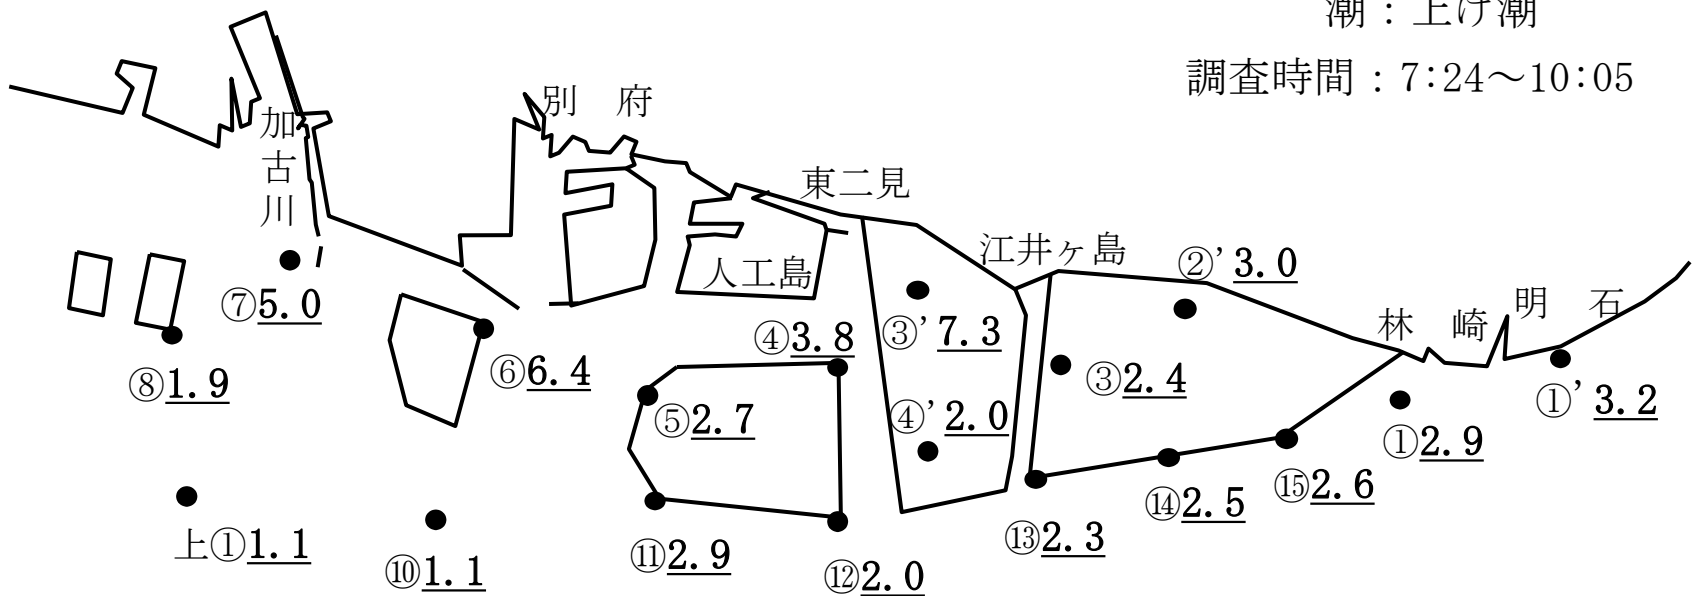 潮：上げ潮
調査時間：7:24～10:05
別 府
加古川
東二見
江井ヶ島
②’3.0
人工島
明 石
林 崎
⑦5.0
④3.8
③’7.3
⑥6.4
⑧1.9
③2.4
①’3.2
⑤2.7
④’2.0
①2.9
⑮2.6
⑭2.5
⑬2.3
上①1.1
⑪2.9
⑩1.1
⑫2.0